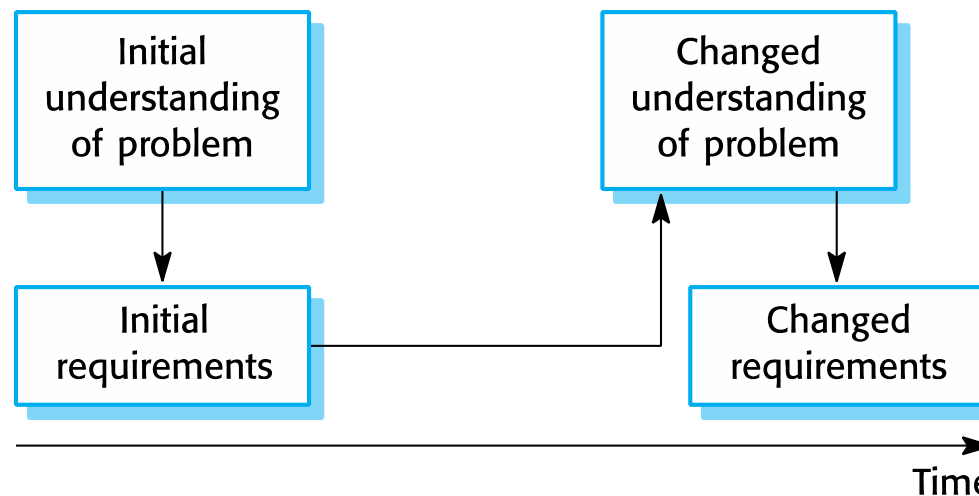 Initial
understanding
of problem
Changed
understanding
of problem
Initial
requirements
Changed
requirements
Time